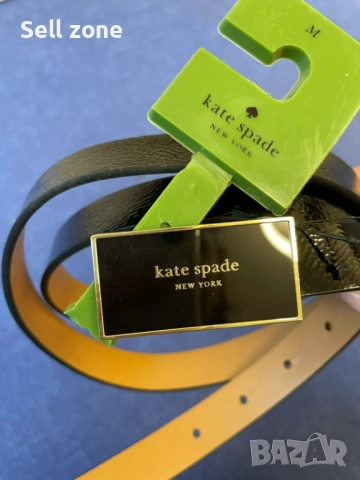 Sell zone
M
kate spade
NEW YORK
kate spade
NEW YORK
BAZAR